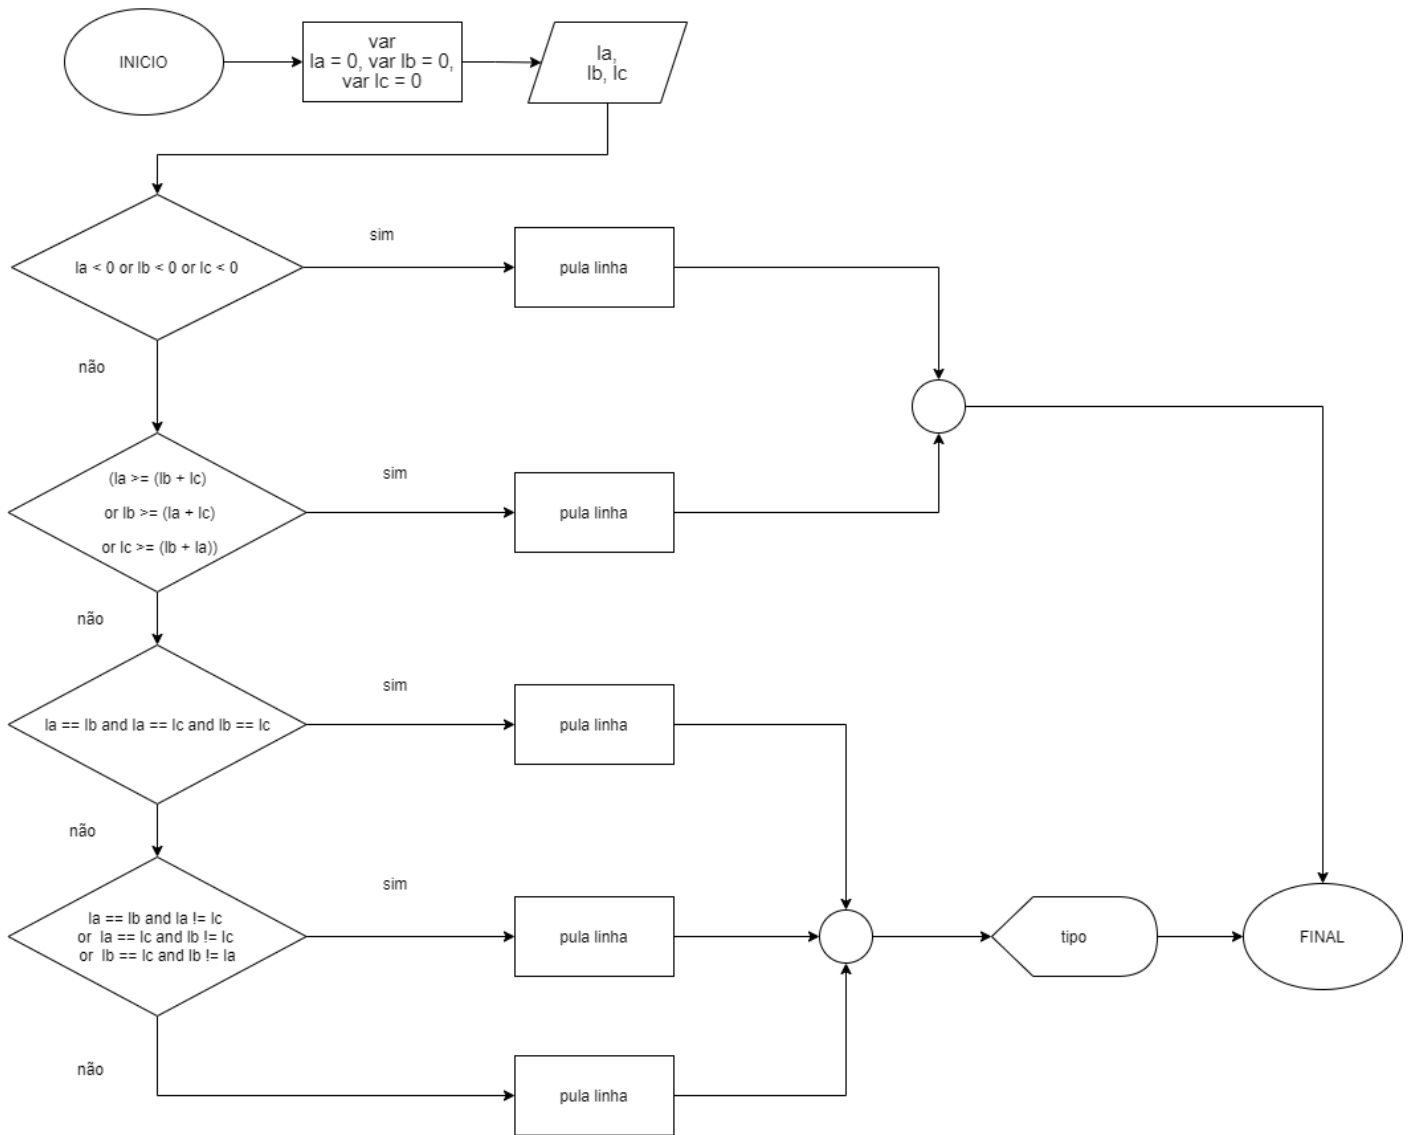 INICIO
var
la = 0, var lb = 0,
var lc = 0
la,
lb, lc
la < 0 or lb < 0 or lc < 0
sim
pula linha
não
(la >= (lb + lc)
or lb >= (la + lc)
or lc >= (lb + la))
sim
pula linha
não
la == lb and la == lc and lb == lc
sim
pula linha
não
la == lb and la != lc
or la == lc and lb != lc
or lb == lc and lb != la
sim
pula linha
tipo
FINAL
não
pula linha